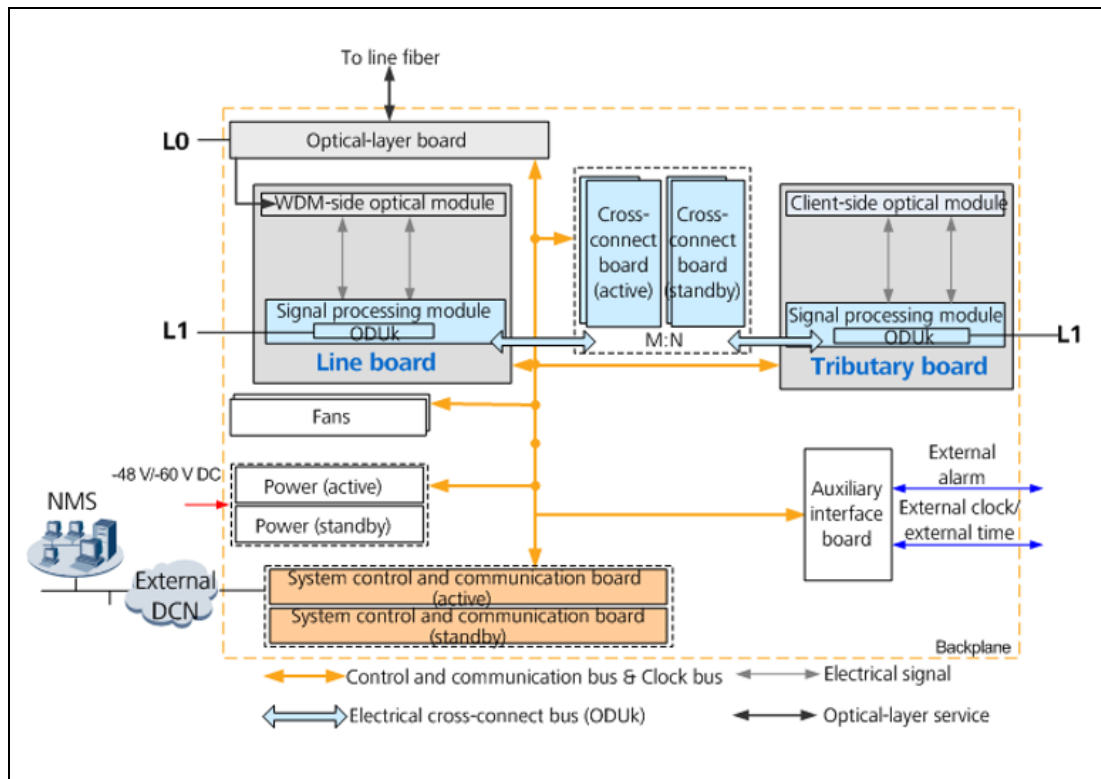 To line fiber
L0
Optical-layer board
WDM-side optical module
Cross-
connect
board
(active)
Cross-
connect
board
(standby)
Client-side optical module
Signal processing module
ODUk
L1
Line board
M:N
Signal processing module
ODUk
L1
Tributary board
Fans
-48 V/-60 V DC
Power (active)
Power (standby)
NMS
External
DCN
Auxiliary
interface
board
External
alarm
External clock/
external time
System control and communication board
(active)
System control and communication board
(standby)
Backplane
Control and communication bus & Clock bus
Electrical signal
Electrical cross-connect bus (ODUk)
Optical-layer service